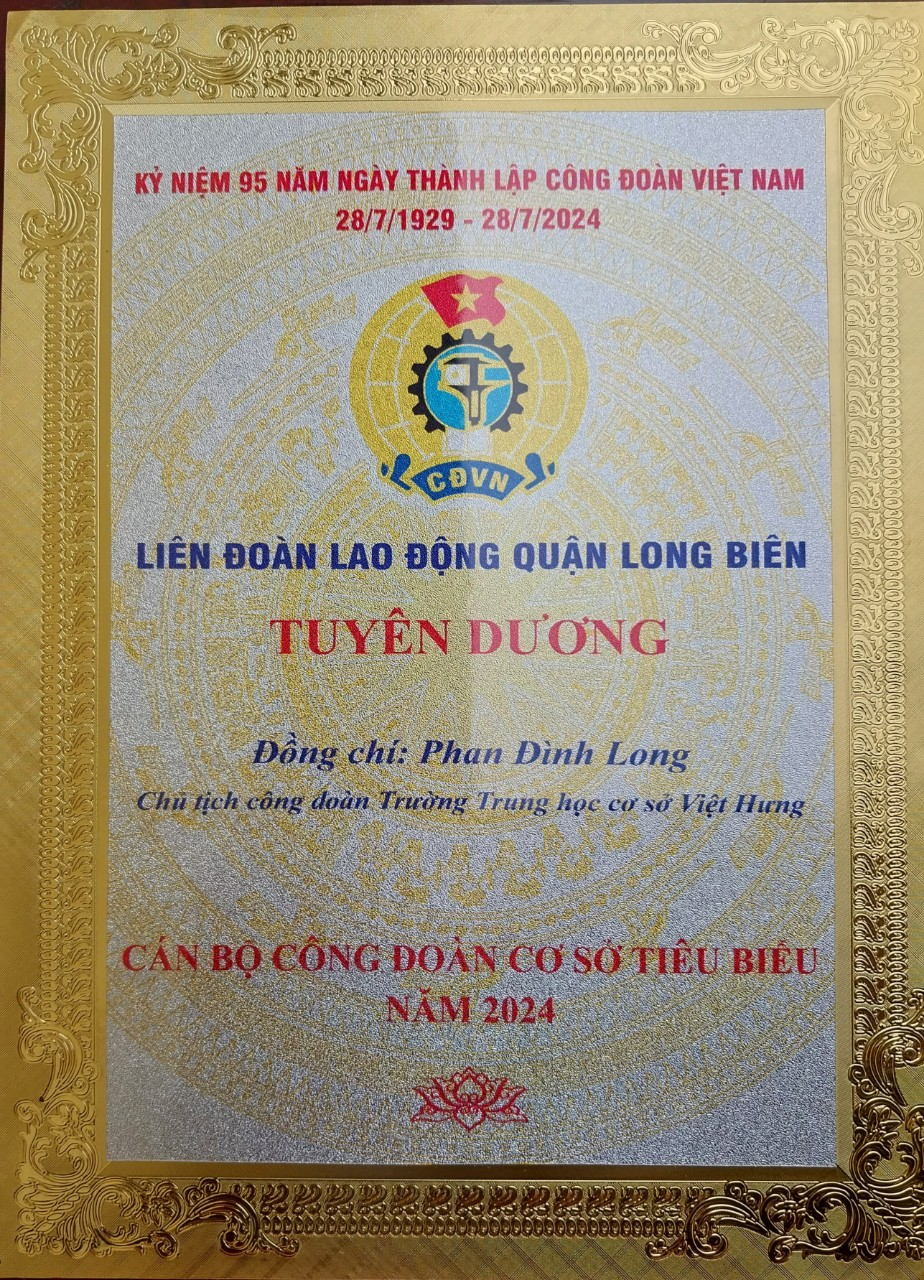 KỶ NIỆM 95 NĂM NGÀY THÀNH LẬP CÔNG ĐOÀN VIỆT NAM
28/7/1929 - 28/7/2024
CĐVN
LIÊN ĐOÀN LAO ĐỘNG QUẬN LONG BIÊN
TUYÊN DƯƠNG
Đồng chí: Phan Đình Long
Chủ tịch công đoàn Trường Trung học cơ sở Việt Hưng
CÁN BỘ CÔNG ĐOÀN CƠ SỞ TIÊU BIỂU
NĂM 2024